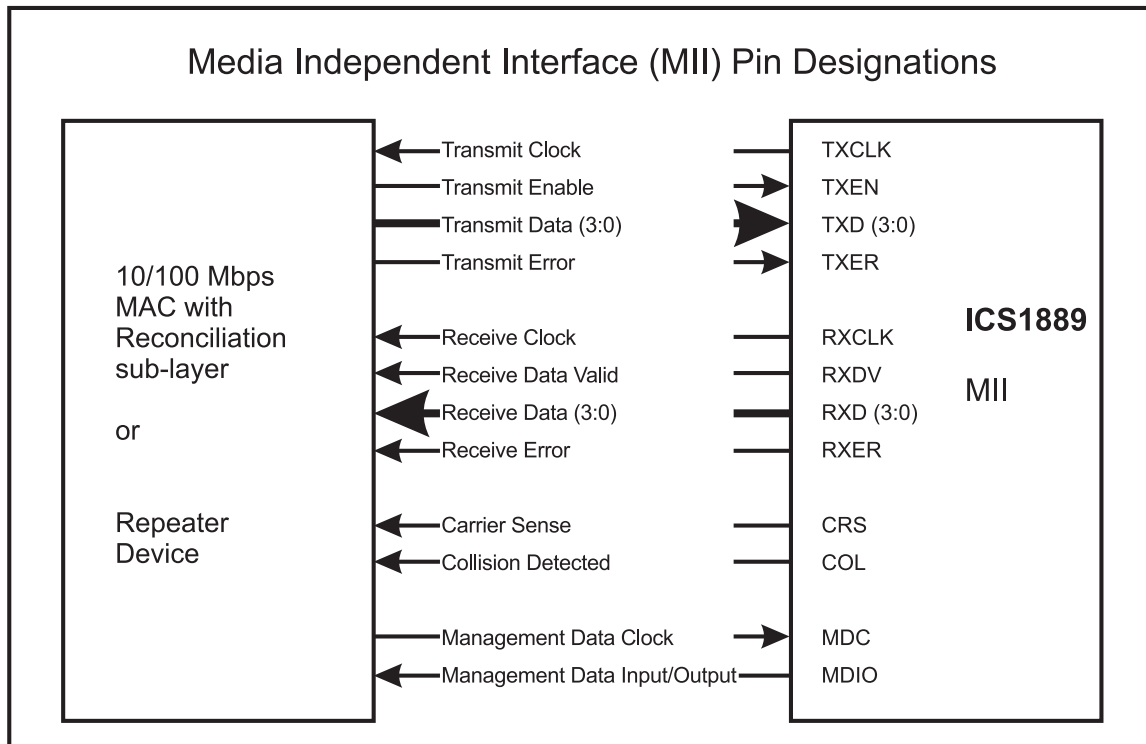 Media Independent Interface (MII) Pin Designations
10/100 Mbps
MAC with
Reconciliation
sub-layer
or
Repeater
Device
Transmit Clock
Transmit Enable
Transmit Data (3:0)
Transmit Error
Receive Clock
Receive Data Valid
Receive Data (3:0)
Receive Error
Carrier Sense
Collision Detected
Management Data Clock
Management Data Input/Output
TXCLK
TXEN
TXD (3:0)
TXER
RXCLK
RXDV
RXD (3:0)
RXER
CRS
COL
MDC
MDIO
ICS1889
MII